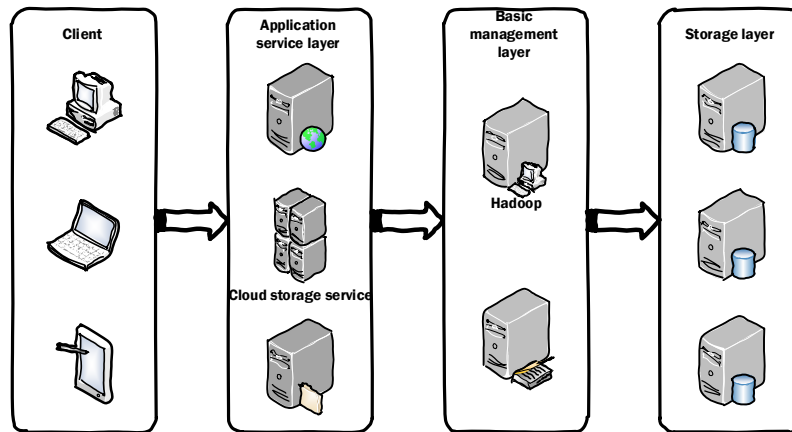 Client
Application
service layer
Cloud storage service
Basic
management
layer
Hadoop
Storage layer